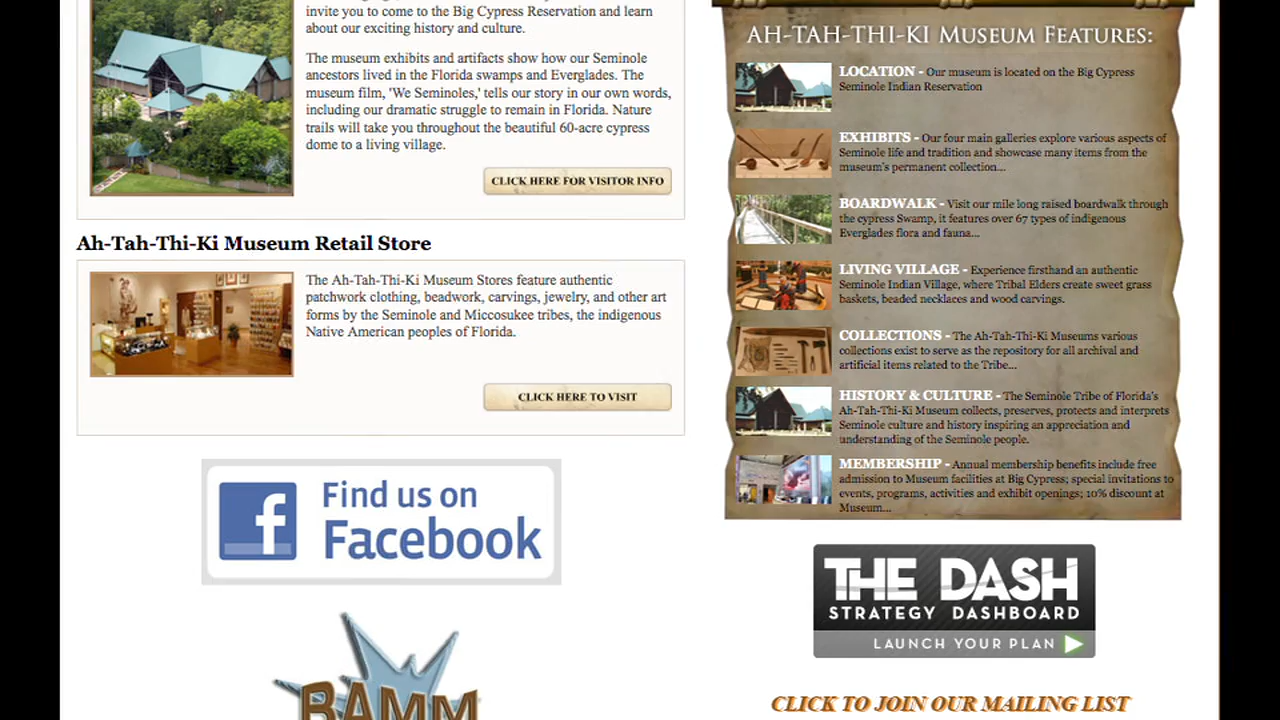 invite you to come to the Big Cypress Reservation and learn
about our exciting history and culture.
The museum exhibits and artifacts show how our Seminole
ancestors lived in the Florida swamps and Everglades. The
museum film, 'We Seminoles,' tells our story in our own words,
including our dramatic struggle to remain in Florida. Nature
trails will take you throughout the beautiful 60-acre cypress
dome to a living village.
CLICK HERE FOR VISITOR INFO
Ah-Tah-Thi-Ki Museum Retail Store
The Ah-Tah-Thi-Ki Museum Stores feature authentic
patchwork clothing, beadwork, carvings, jewelry, and other art
forms by the Seminole and Miccosukee tribes, the indigenous
Native American peoples of Florida.
CLICK HERE TO VISIT
Find us on
Facebook
BAMM
AH-TAH-THI-KI MUSEUM FEATURES:
LOCATION - Our museum is located on the Big Cypress
Seminole Indian Reservation
EXHIBITS - Our four main galleries explore various aspects of
Seminole life and tradition and showcase many items from the
museum's permanent collection...
BOARDWALK - Visit our mile long raised boardwalk through
the cypress Swamp, it features over 67 types of indigenous
Everglades flora and fauna...
LIVING VILLAGE - Experience firsthand an authentic
Seminole Indian Village, where Tribal Elders create sweet grass
baskets, beaded necklaces and wood carvings.
COLLECTIONS - The Ah-Tah-Thi-Ki Museums various
collections exist to serve as the repository for all archival and
artificial items related to the Tribe...
HISTORY & CULTURE - The Seminole Tribe of Florida's
Ah-Tah-Thi-Ki Museum collects, preserves, protects and interprets
Seminole culture and history inspiring an appreciation and
understanding of the Seminole people.
MEMBERSHIP - Annual membership benefits include free
admission to Museum facilities at Big Cypress; special invitations to
events, programs, activities and exhibit openings; 10% discount at
Museum...
THE DASH
STRATEGY DASHBOARD
LAUNCH YOUR PLAN
CLICK TO JOIN OUR MAILING LIST